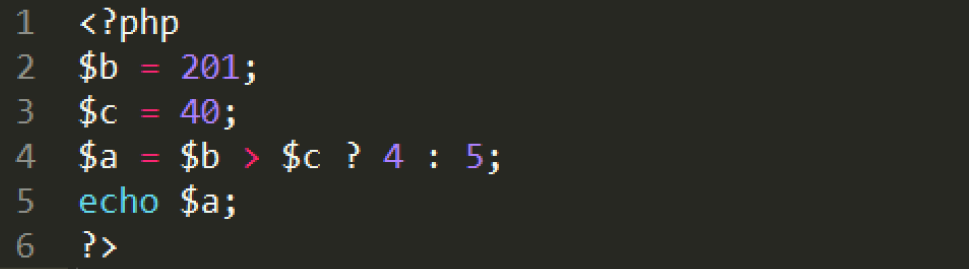 1 <?php
2 $b = 201;
3 $c = 40;
4 $a = $b > $c ? 4 : 5;
5 echo $a;
6 ?>